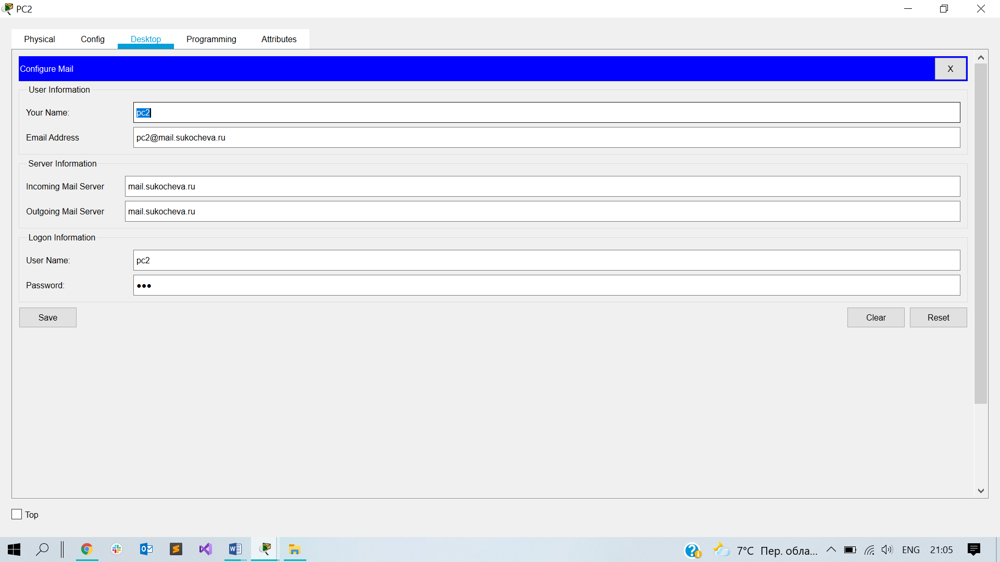 PC2
Physical Config Desktop Programming Attributes
Configure Mail X
User Information
Your Name: pc2
Email Address pc2@mail.sukocheva.ru
Server Information
Incoming Mail Server mail.sukocheva.ru
Outgoing Mail Server mail.sukocheva.ru
Logon Information
User Name: pc2
Password: ●●●
Save Clear Reset
Top
7°C Пер. обла... ENG 21:05